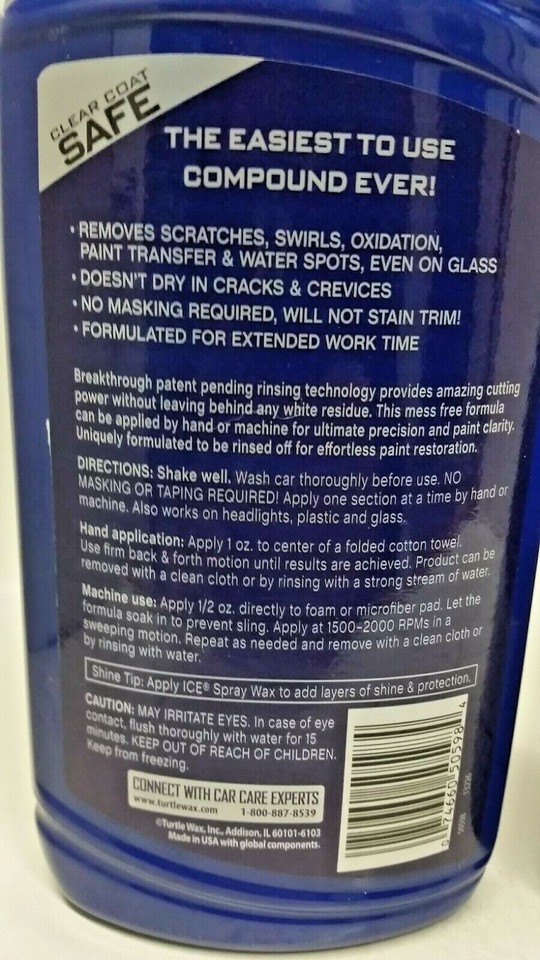 CLEAR COAT
SAFE
THE EASIEST TO USE
COMPOUND EVER!
• REMOVES SCRATCHES, SWIRLS, OXIDATION,
PAINT TRANSFER & WATER SPOTS, EVEN ON GLASS
• DOESN'T DRY IN CRACKS & CREVICES
• NO MASKING REQUIRED, WILL NOT STAIN TRIM!
• FORMULATED FOR EXTENDED WORK TIME
Breakthrough patent pending rinsing technology provides amazing cutting
power without leaving behind any white residue. This mess free formula
can be applied by hand or machine for ultimate precision and paint clarity.
Uniquely formulated to be rinsed off for effortless paint restoration.
DIRECTIONS: Shake well. Wash car thoroughly before use. NO
MASKING OR TAPING REQUIRED! Apply one section at a time by hand or
machine. Also works on headlights, plastic and glass.
Hand application: Apply 1 oz. to center of a folded cotton towel.
Use firm back & forth motion until results are achieved. Product can be
removed with a clean cloth or by rinsing with a strong stream of water.
Machine use: Apply 1/2 oz. directly to foam or microfiber pad. Let the
formula soak in to prevent sling. Apply at 1500–2000 RPMs in a
sweeping motion. Repeat as needed and remove with a clean cloth or
by rinsing with water.
Shine Tip: Apply ICE® Spray Wax to add layers of shine & protection.
CAUTION: MAY IRRITATE EYES. In case of eye
contact, flush thoroughly with water for 15
minutes. KEEP OUT OF REACH OF CHILDREN.
Keep from freezing.
CONNECT WITH CAR CARE EXPERTS
www.turtlewax.com 1-800-887-8539
©Turtle Wax, Inc., Addison, IL 60101-6103
Made in USA with global components.
0 74660 50598 4